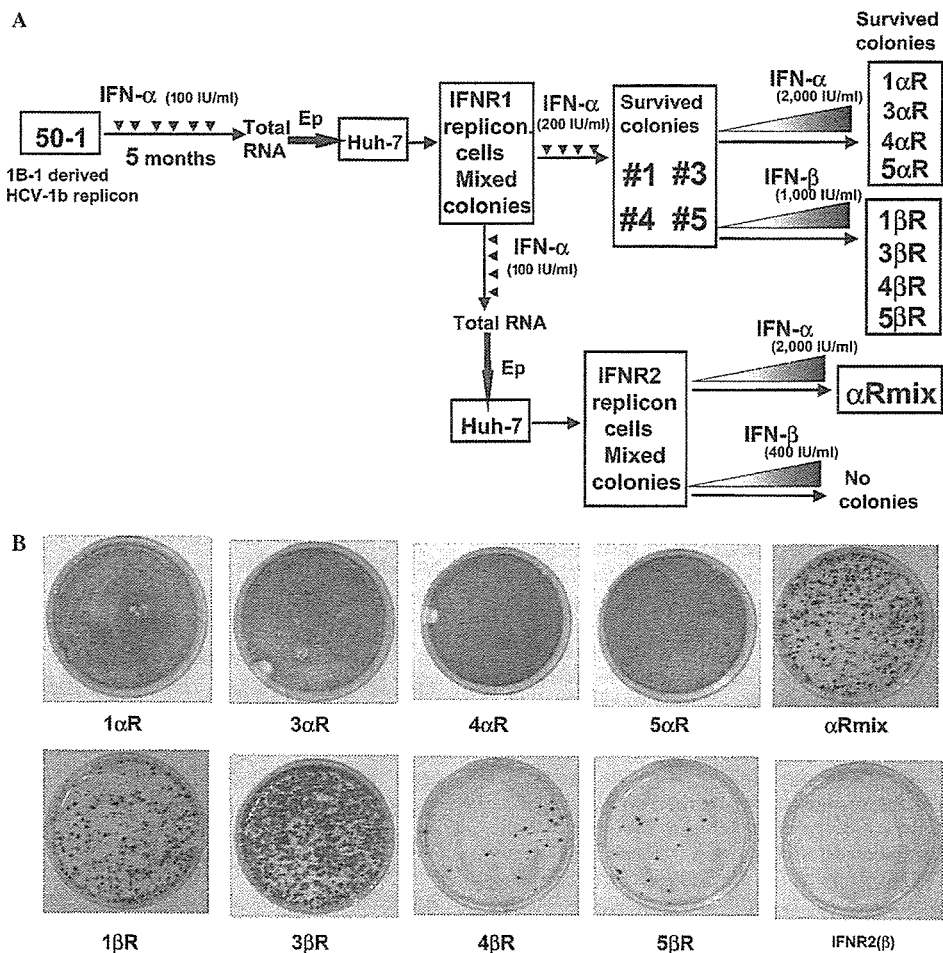 A
Survived
colonies
50-1
1B-1 derived
HCV-1b replicon
IFN-α (100 IU/ml)
5 months
Total
RNA
Ep
Huh-7
IFNR1
replicon.
cells
Mixed
colonies
IFN-α
(200 IU/ml)
Survived
colonies
#1 #3
#4 #5
IFN-α
(2,000 IU/ml)
1αR
3αR
4αR
5αR
IFN-β
(1,000 IU/ml)
1βR
3βR
4βR
5βR
IFN-α
(100 IU/ml)
Total RNA
Ep
Huh-7
IFNR2
replicon
cells
Mixed
colonies
IFN-α
(2,000 IU/ml)
αRmix
IFN-β
(400 IU/ml)
No
colonies
B
1αR 3αR 4αR 5αR αRmix
1βR 3βR 4βR 5βR IFNR2(β)